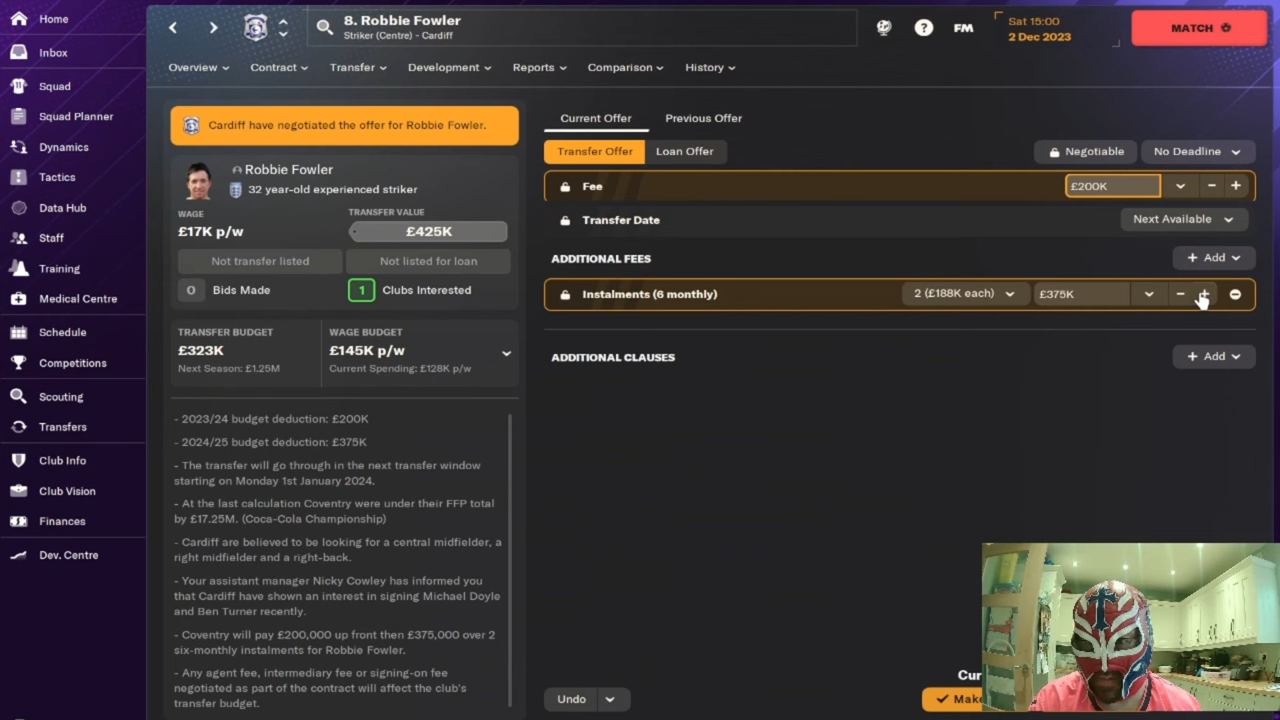 Home
Inbox
Squad
Squad Planner
Dynamics
Tactics
Data Hub
Staff
Training
Medical Centre
Schedule
Competitions
Scouting
Transfers
Club Info
Club Vision
Finances
Dev. Centre
8. Robbie Fowler
Striker (Centre) - Cardiff
FM
Sat 15:00
2 Dec 2023
MATCH
Overview
Contract
Transfer
Development
Reports
Comparison
History
Cardiff have negotiated the offer for Robbie Fowler.
Robbie Fowler
32 year-old experienced striker
WAGE
£17K p/w
TRANSFER VALUE
£425K
Not transfer listed
Not listed for loan
0 Bids Made
1 Clubs Interested
TRANSFER BUDGET
£323K
Next Season: £1.25M
WAGE BUDGET
£145K p/w
Current Spending: £128K p/w
- 2023/24 budget deduction: £200K
- 2024/25 budget deduction: £375K
- The transfer will go through in the next transfer window
starting on Monday 1st January 2024.
- At the last calculation Coventry were under their FFP total
by £17.25M. (Coca-Cola Championship)
- Cardiff are believed to be looking for a central midfielder, a
right midfielder and a right-back.
- Your assistant manager Nicky Cowley has informed you
that Cardiff have shown an interest in signing Michael Doyle
and Ben Turner recently.
- Coventry will pay £200,000 up front then £375,000 over 2
six-monthly instalments for Robbie Fowler.
- Any agent fee, intermediary fee or signing-on fee
negotiated as part of the contract will affect the club's
transfer budget.
Current Offer
Previous Offer
Transfer Offer
Loan Offer
Negotiable
No Deadline
Fee
£200K
Transfer Date
Next Available
ADDITIONAL FEES
+ Add
Instalments (6 monthly)
2 (£188K each)
£375K
ADDITIONAL CLAUSES
+ Add
Undo
Cur
Make